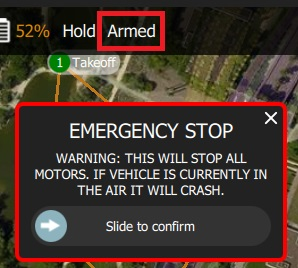 52% Hold Armed
1 Takeoff
EMERGENCY STOP
WARNING: THIS WILL STOP ALL
MOTORS. IF VEHICLE IS CURRENTLY IN
THE AIR IT WILL CRASH.
Slide to confirm